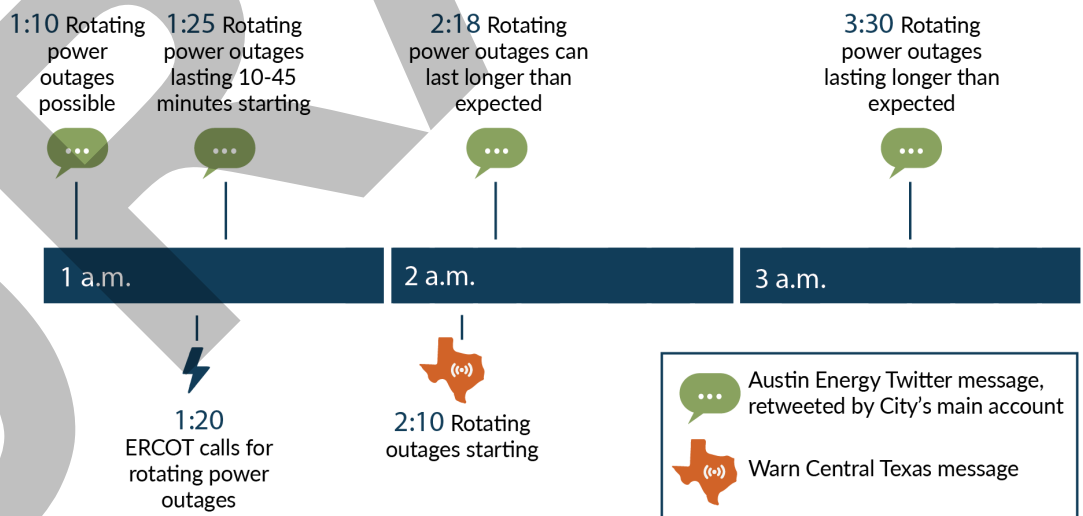 1:10 Rotating
power
outages
possible
1:25 Rotating
power outages
lasting 10-45
minutes starting
2:18 Rotating
power outages can
last longer than
expected
3:30 Rotating
power outages
lasting longer than
expected
1 a.m.
2 a.m.
3 a.m.
1:20
ERCOT calls for
rotating power
outages
2:10 Rotating
outages starting
Austin Energy Twitter message,
retweeted by City's main account
Warn Central Texas message